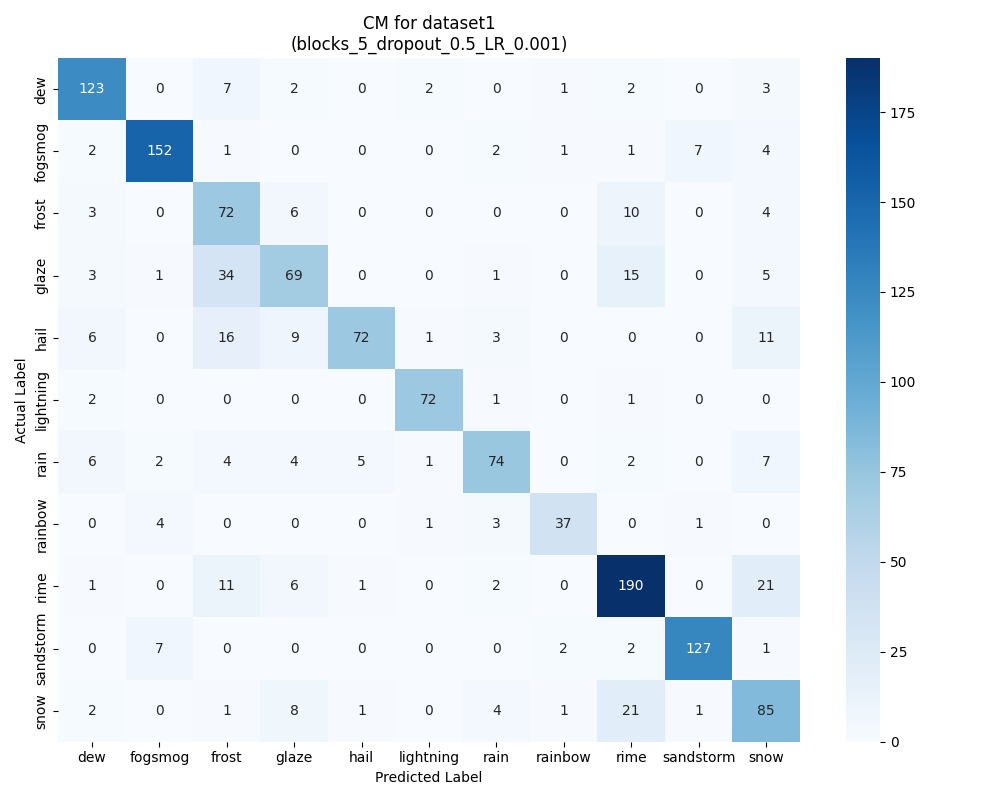 CM for dataset1
(blocks_5_dropout_0.5_LR_0.001)
Actual Label
dew 123 0 7 2 0 2 0 1 2 0 3
fogsmog 2 152 1 0 0 0 2 1 1 7 4
frost 3 0 72 6 0 0 0 0 10 0 4
glaze 3 1 34 69 0 0 1 0 15 0 5
hail 6 0 16 9 72 1 3 0 0 0 11
lightning 2 0 0 0 0 72 1 0 1 0 0
rain 6 2 4 4 5 1 74 0 2 0 7
rainbow 0 4 0 0 0 1 3 37 0 1 0
rime 1 0 11 6 1 0 2 0 190 0 21
sandstorm 0 7 0 0 0 0 0 2 2 127 1
snow 2 0 1 8 1 0 4 1 21 1 85
dew fogsmog frost glaze hail lightning rain rainbow rime sandstorm snow
Predicted Label
175
150
125
100
75
50
25
0